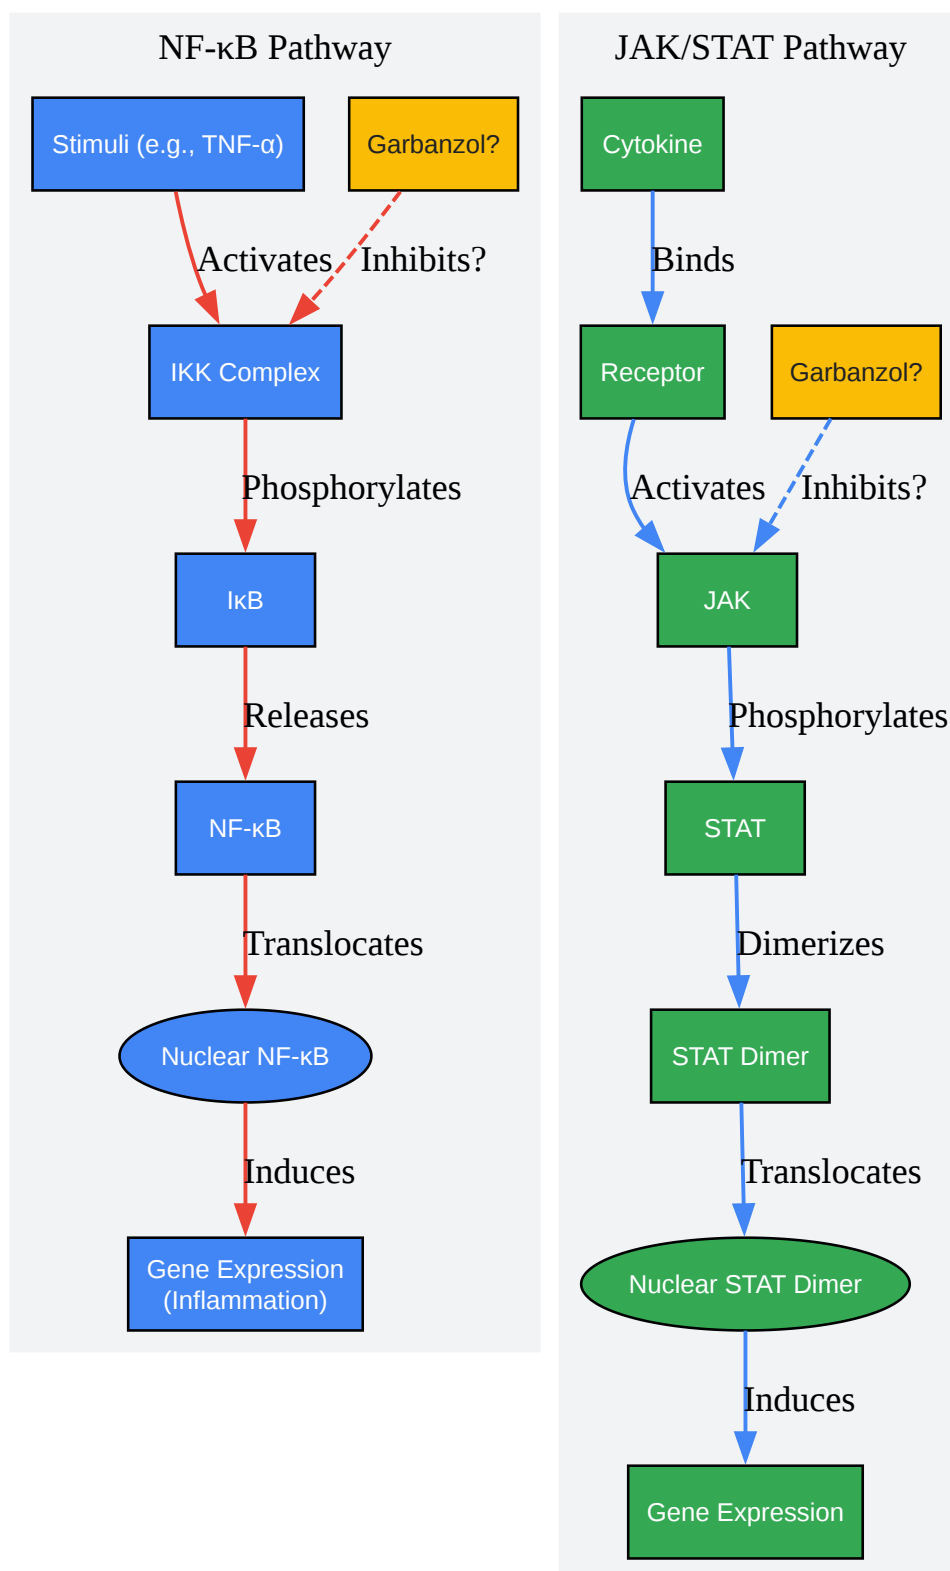 NF-κB Pathway
Stimuli (e.g., TNF-α)
Garbanzol?
Activates
Inhibits?
IKK Complex
Phosphorylates
IκB
Releases
NF-κB
Translocates
Nuclear NF-κB
Induces
Gene Expression
(Inflammation)
JAK/STAT Pathway
Cytokine
Binds
Receptor
Garbanzol?
Activates
Inhibits?
JAK
Phosphorylates
STAT
Dimerizes
STAT Dimer
Translocates
Nuclear STAT Dimer
Induces
Gene Expression